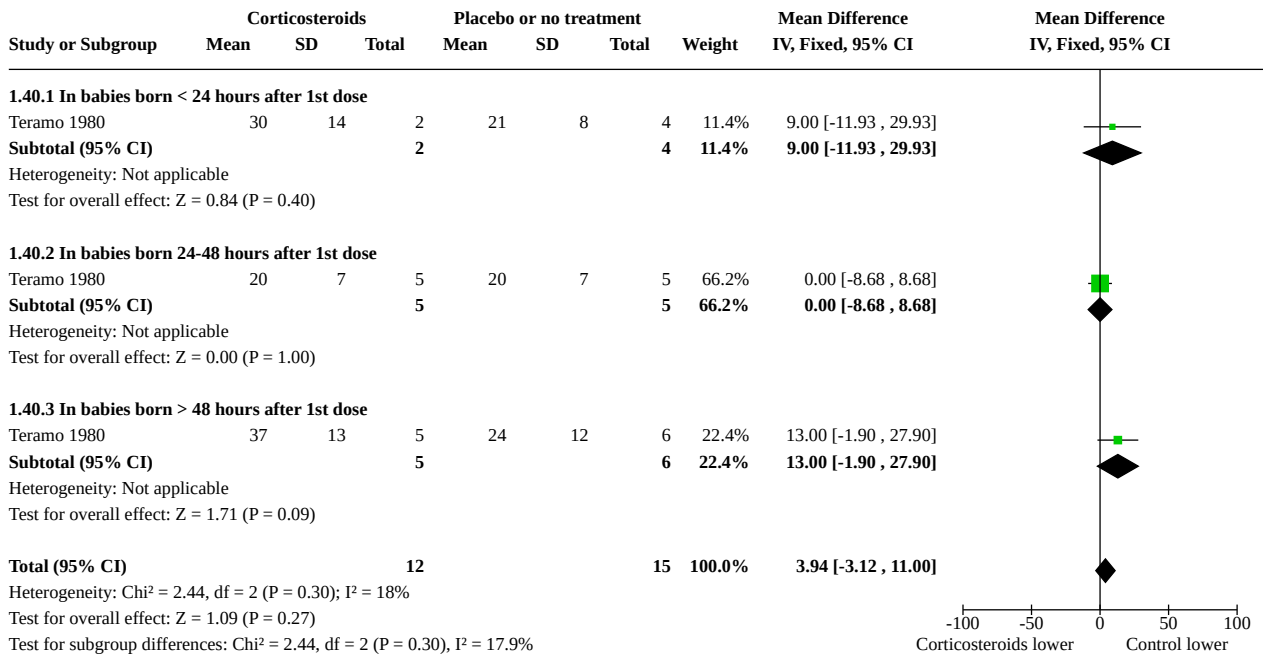 Corticosteroids Placebo or no treatment Mean Difference Mean Difference
Study or Subgroup Mean SD Total Mean SD Total Weight IV, Fixed, 95% CI IV, Fixed, 95% CI
1.40.1 In babies born < 24 hours after 1st dose
Teramo 1980 30 14 2 21 8 4 11.4% 9.00 [-11.93 , 29.93]
Subtotal (95% CI) 2 4 11.4% 9.00 [-11.93 , 29.93]
Heterogeneity: Not applicable
Test for overall effect: Z = 0.84 (P = 0.40)
1.40.2 In babies born 24-48 hours after 1st dose
Teramo 1980 20 7 5 20 7 5 66.2% 0.00 [-8.68 , 8.68]
Subtotal (95% CI) 5 5 66.2% 0.00 [-8.68 , 8.68]
Heterogeneity: Not applicable
Test for overall effect: Z = 0.00 (P = 1.00)
1.40.3 In babies born > 48 hours after 1st dose
Teramo 1980 37 13 5 24 12 6 22.4% 13.00 [-1.90 , 27.90]
Subtotal (95% CI) 5 6 22.4% 13.00 [-1.90 , 27.90]
Heterogeneity: Not applicable
Test for overall effect: Z = 1.71 (P = 0.09)
Total (95% CI) 12 15 100.0% 3.94 [-3.12 , 11.00]
Heterogeneity: Chi² = 2.44, df = 2 (P = 0.30); I² = 18%
Test for overall effect: Z = 1.09 (P = 0.27)
-100 -50 0 50 100
Test for subgroup differences: Chi² = 2.44, df = 2 (P = 0.30), I² = 17.9%
Corticosteroids lower Control lower